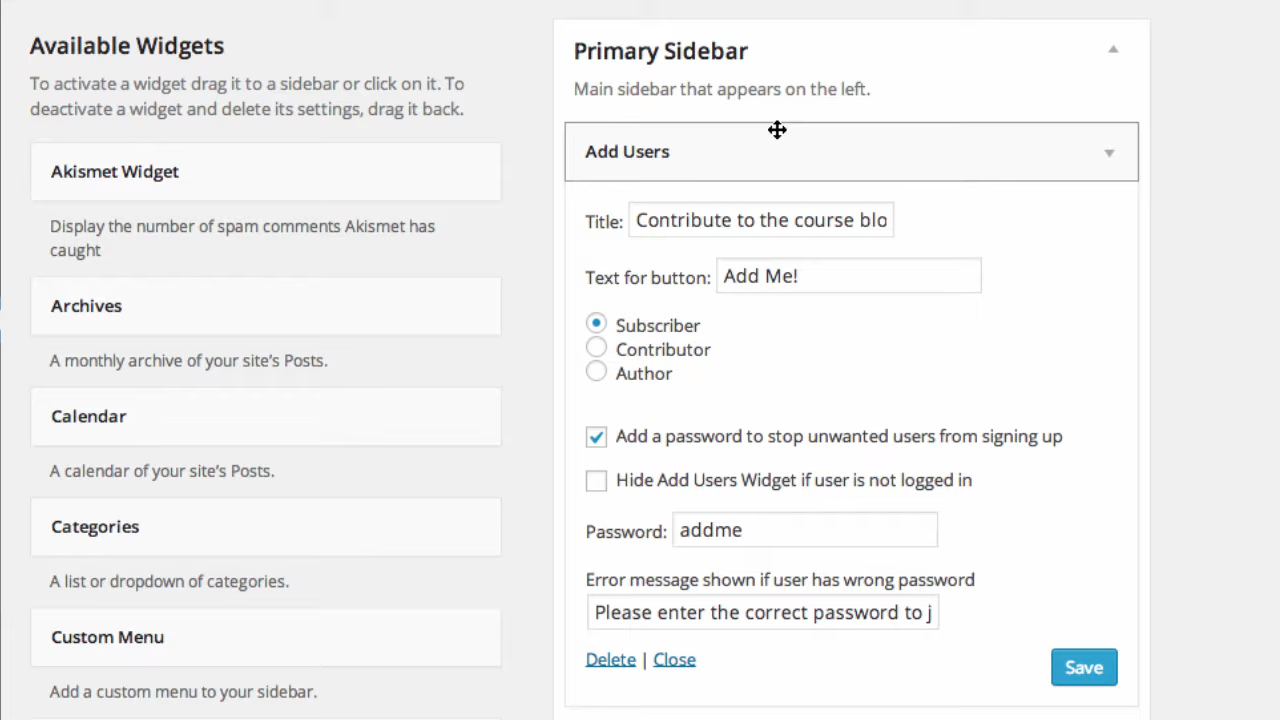 Available Widgets
To activate a widget drag it to a sidebar or click on it. To
deactivate a widget and delete its settings, drag it back.
Akismet Widget
Display the number of spam comments Akismet has
caught
Archives
A monthly archive of your site's Posts.
Calendar
A calendar of your site's Posts.
Categories
A list or dropdown of categories.
Custom Menu
Add a custom menu to your sidebar.
Primary Sidebar
Main sidebar that appears on the left.
Add Users
Title: Contribute to the course blo
Text for button: Add Me!
Subscriber
Contributor
Author
Add a password to stop unwanted users from signing up
Hide Add Users Widget if user is not logged in
Password: addme
Error message shown if user has wrong password
Please enter the correct password to j
Delete | Close
Save